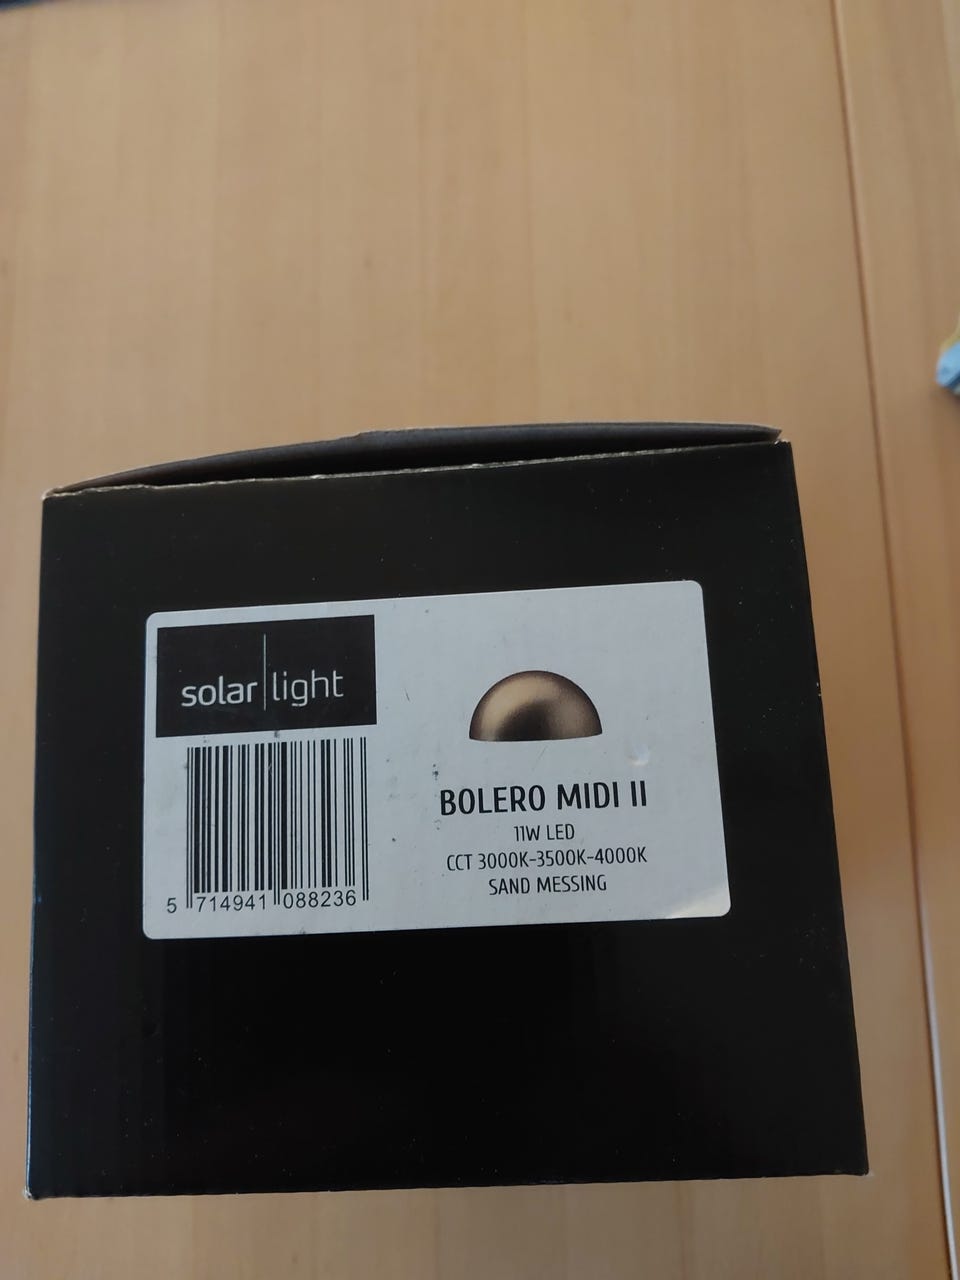 solar light
BOLERO MIDI II
11W LED
CCT 3000K-3500K-4000K
SAND MESSING
5 714941 088236